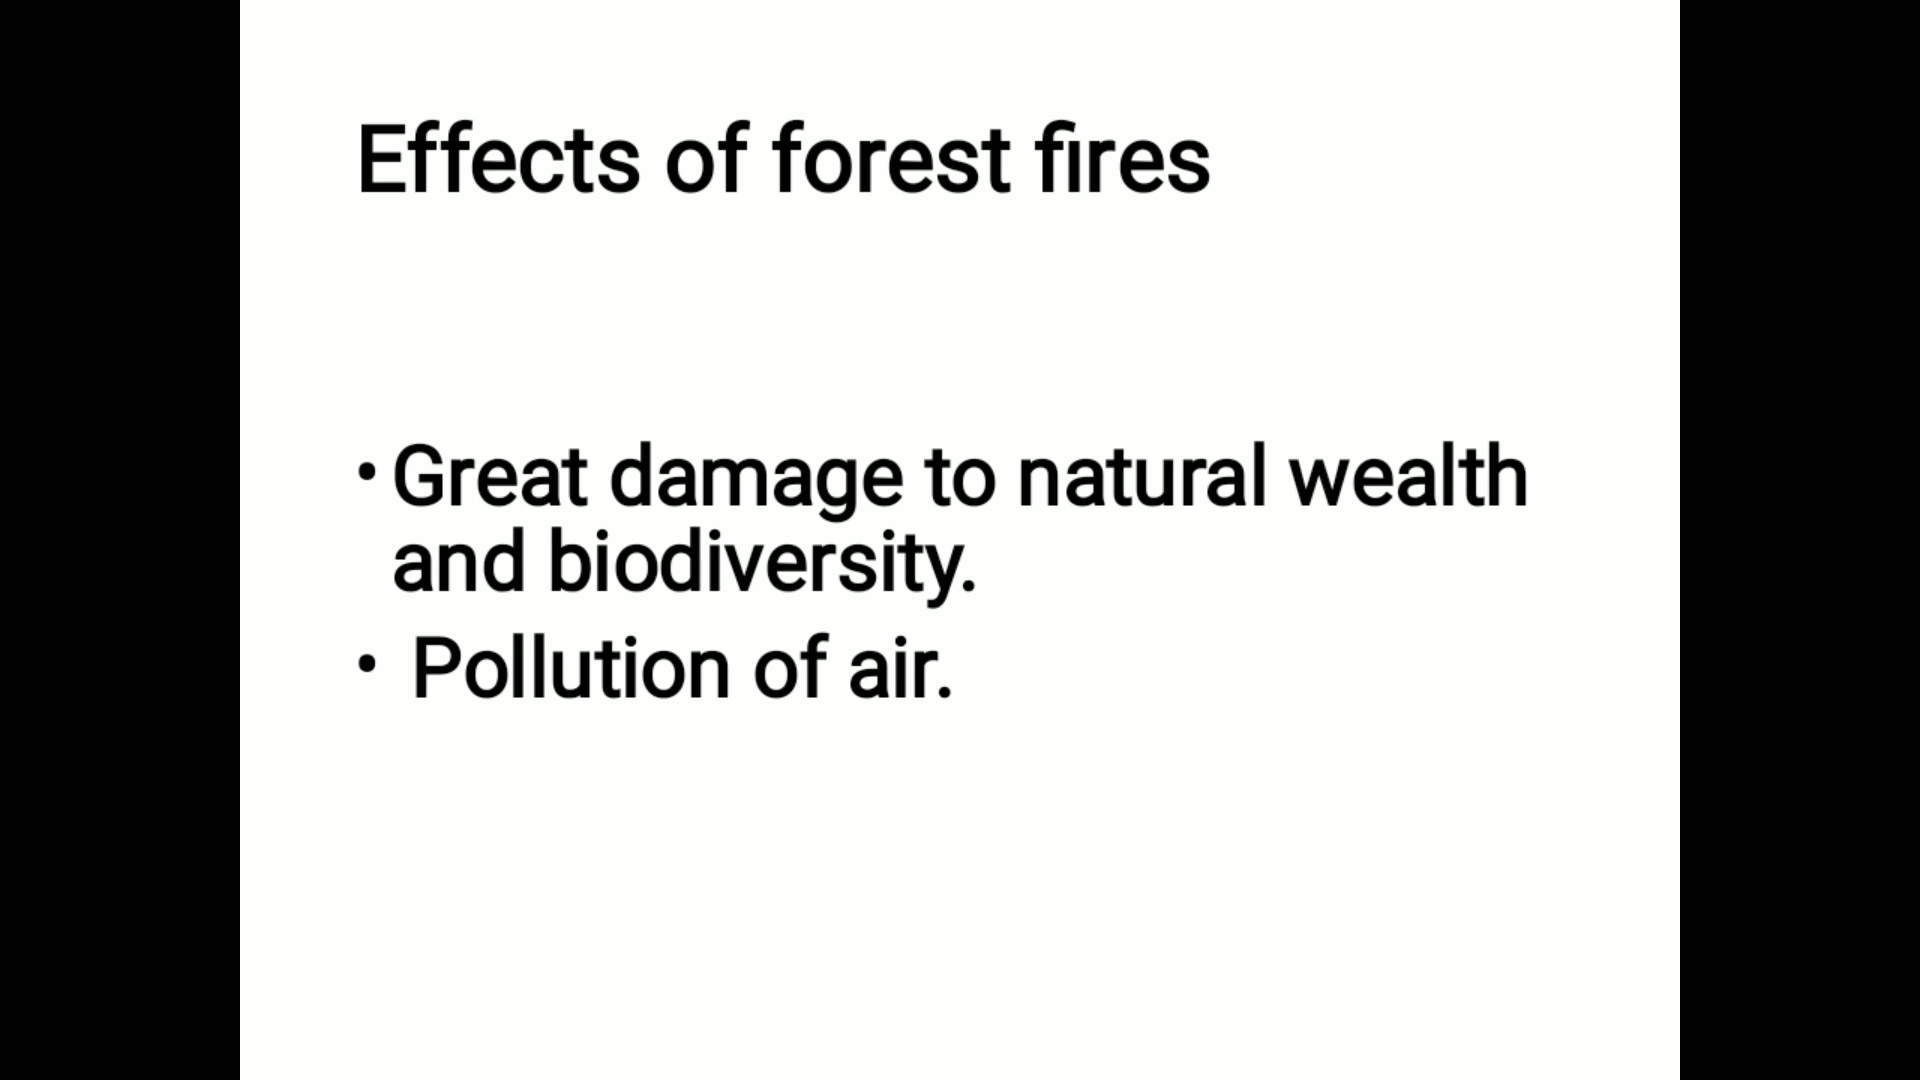 Effects of forest fires
• Great damage to natural wealth
and biodiversity.
• Pollution of air.